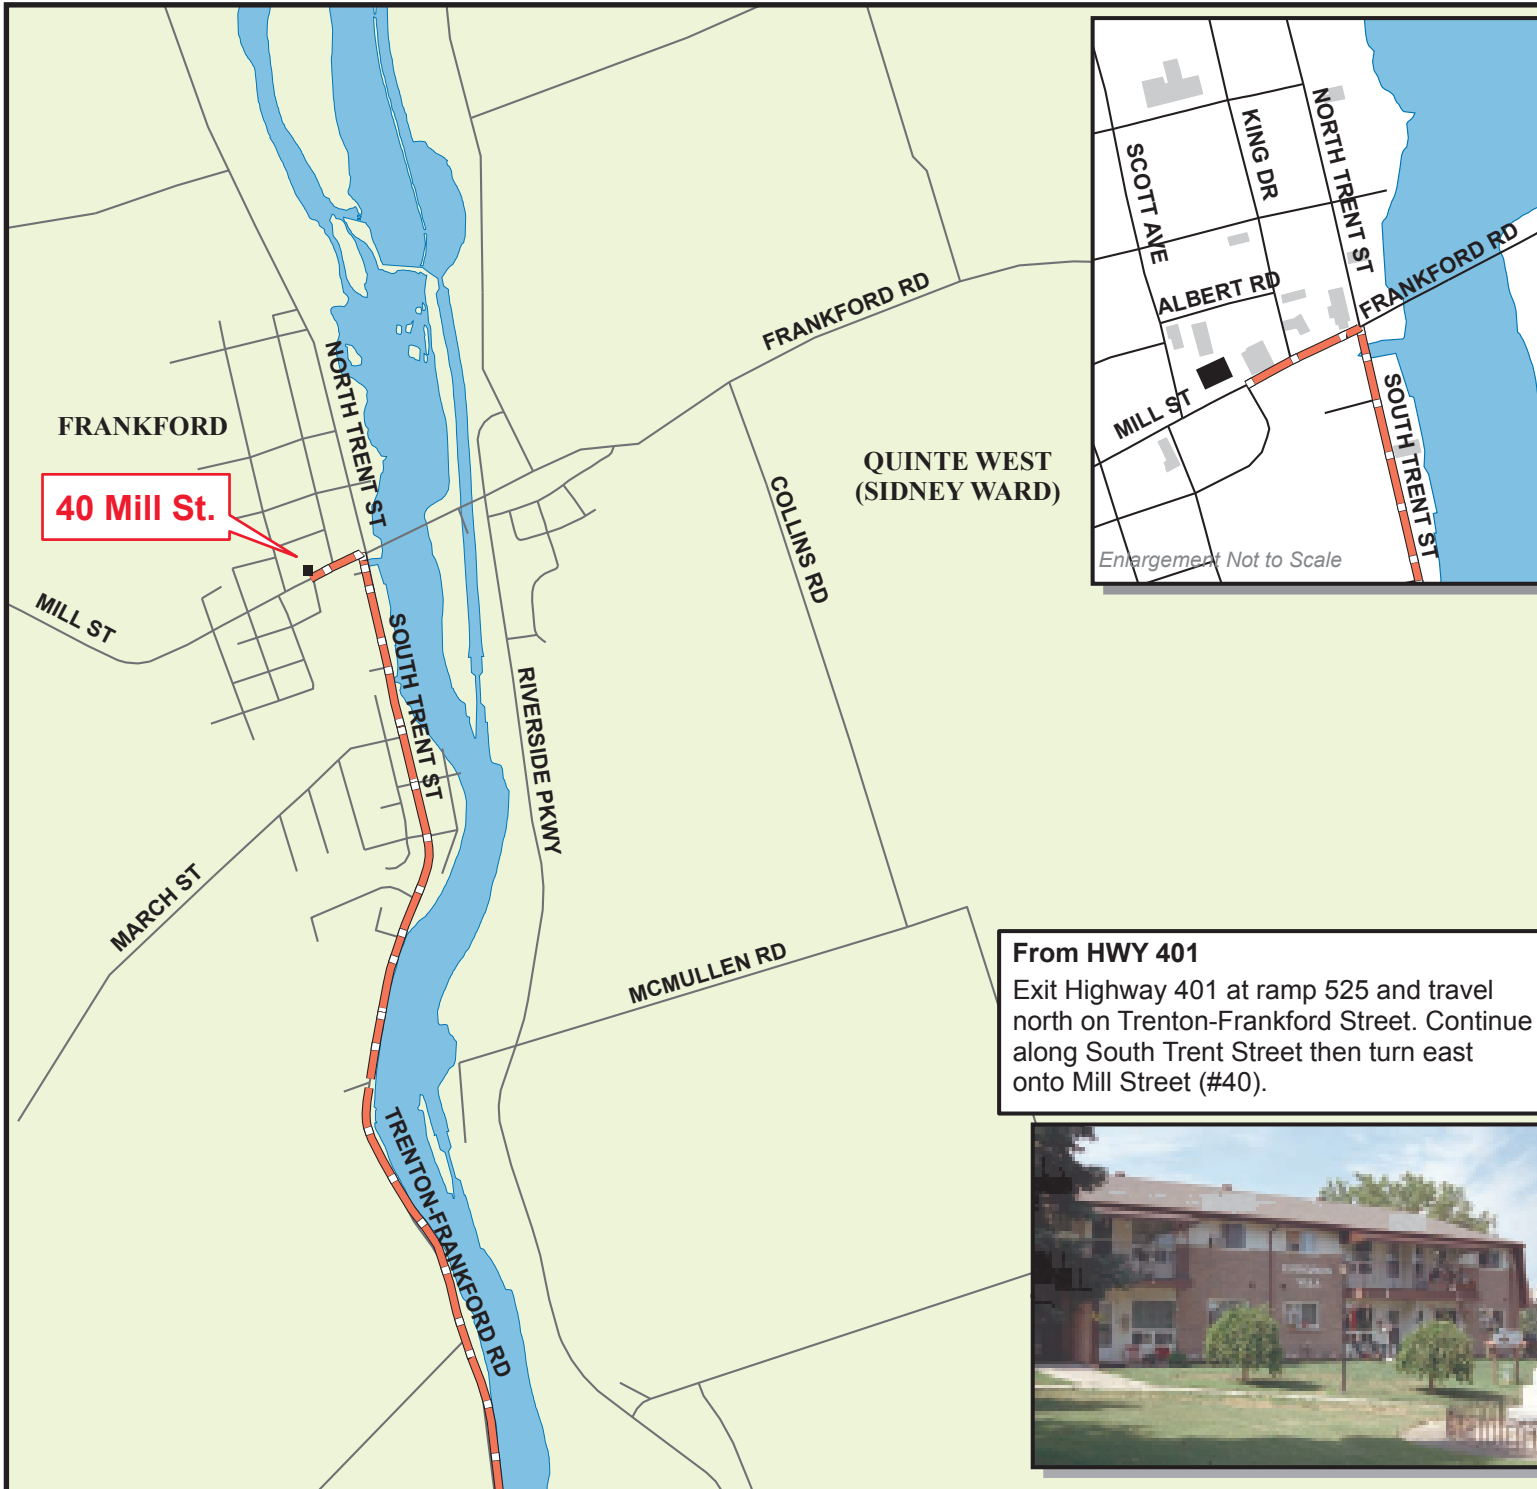 SCOTT AVE
KING DR
NORTH TRENT ST
FRANKFORD RD
ALBERT RD
MILL ST
SOUTH TRENT ST
Enlargement Not to Scale
FRANKFORD RD
NORTH TRENT ST
FRANKFORD
QUINTE WEST
(SIDNEY WARD)
40 Mill St.
COLLINS RD
MILL ST
SOUTH TRENT ST
RIVERSIDE PKWY
MARCH ST
MCMULLEN RD
From HWY 401
Exit Highway 401 at ramp 525 and travel
north on Trenton-Frankford Street. Continue
along South Trent Street then turn east
onto Mill Street (#40).
TRENTON-FRANKFORD RD